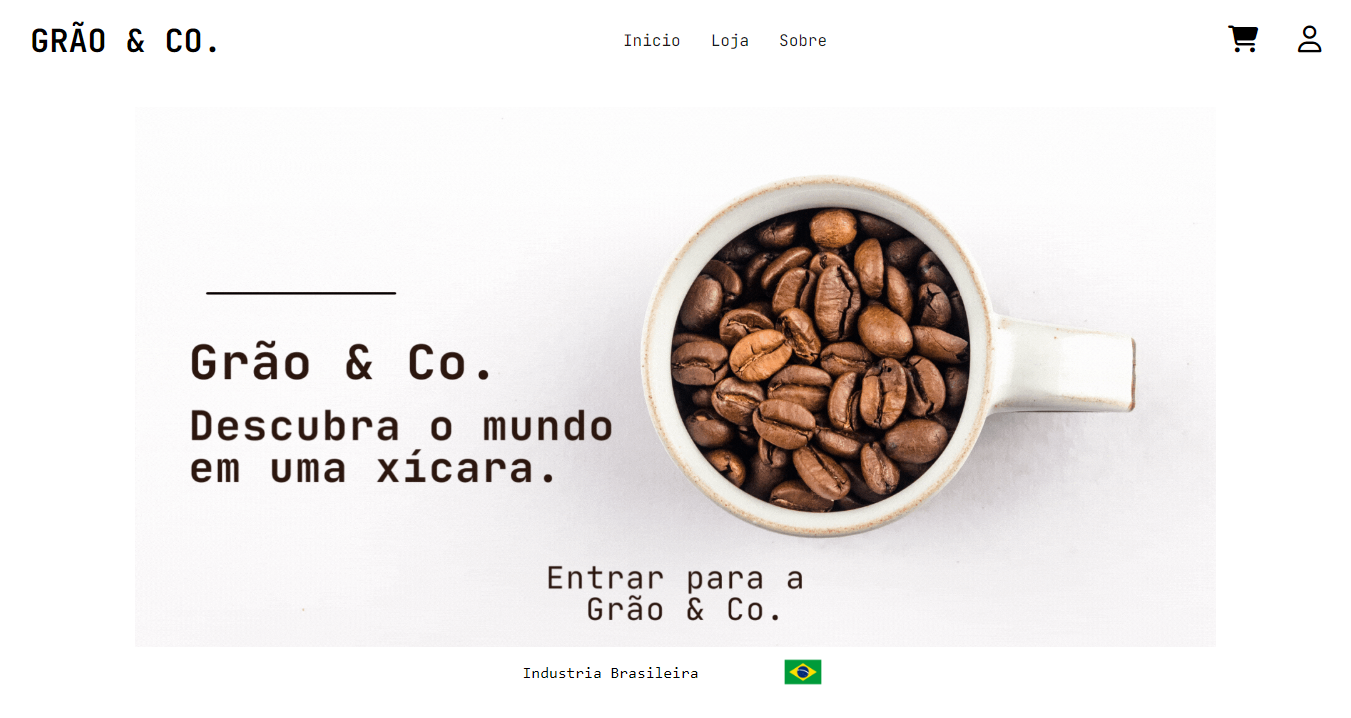 GRÃO & CO.
Inicio Loja Sobre
Grão & Co.
Descubra o mundo
em uma xícara.
Entrar para a
Grão & Co.
Industria Brasileira